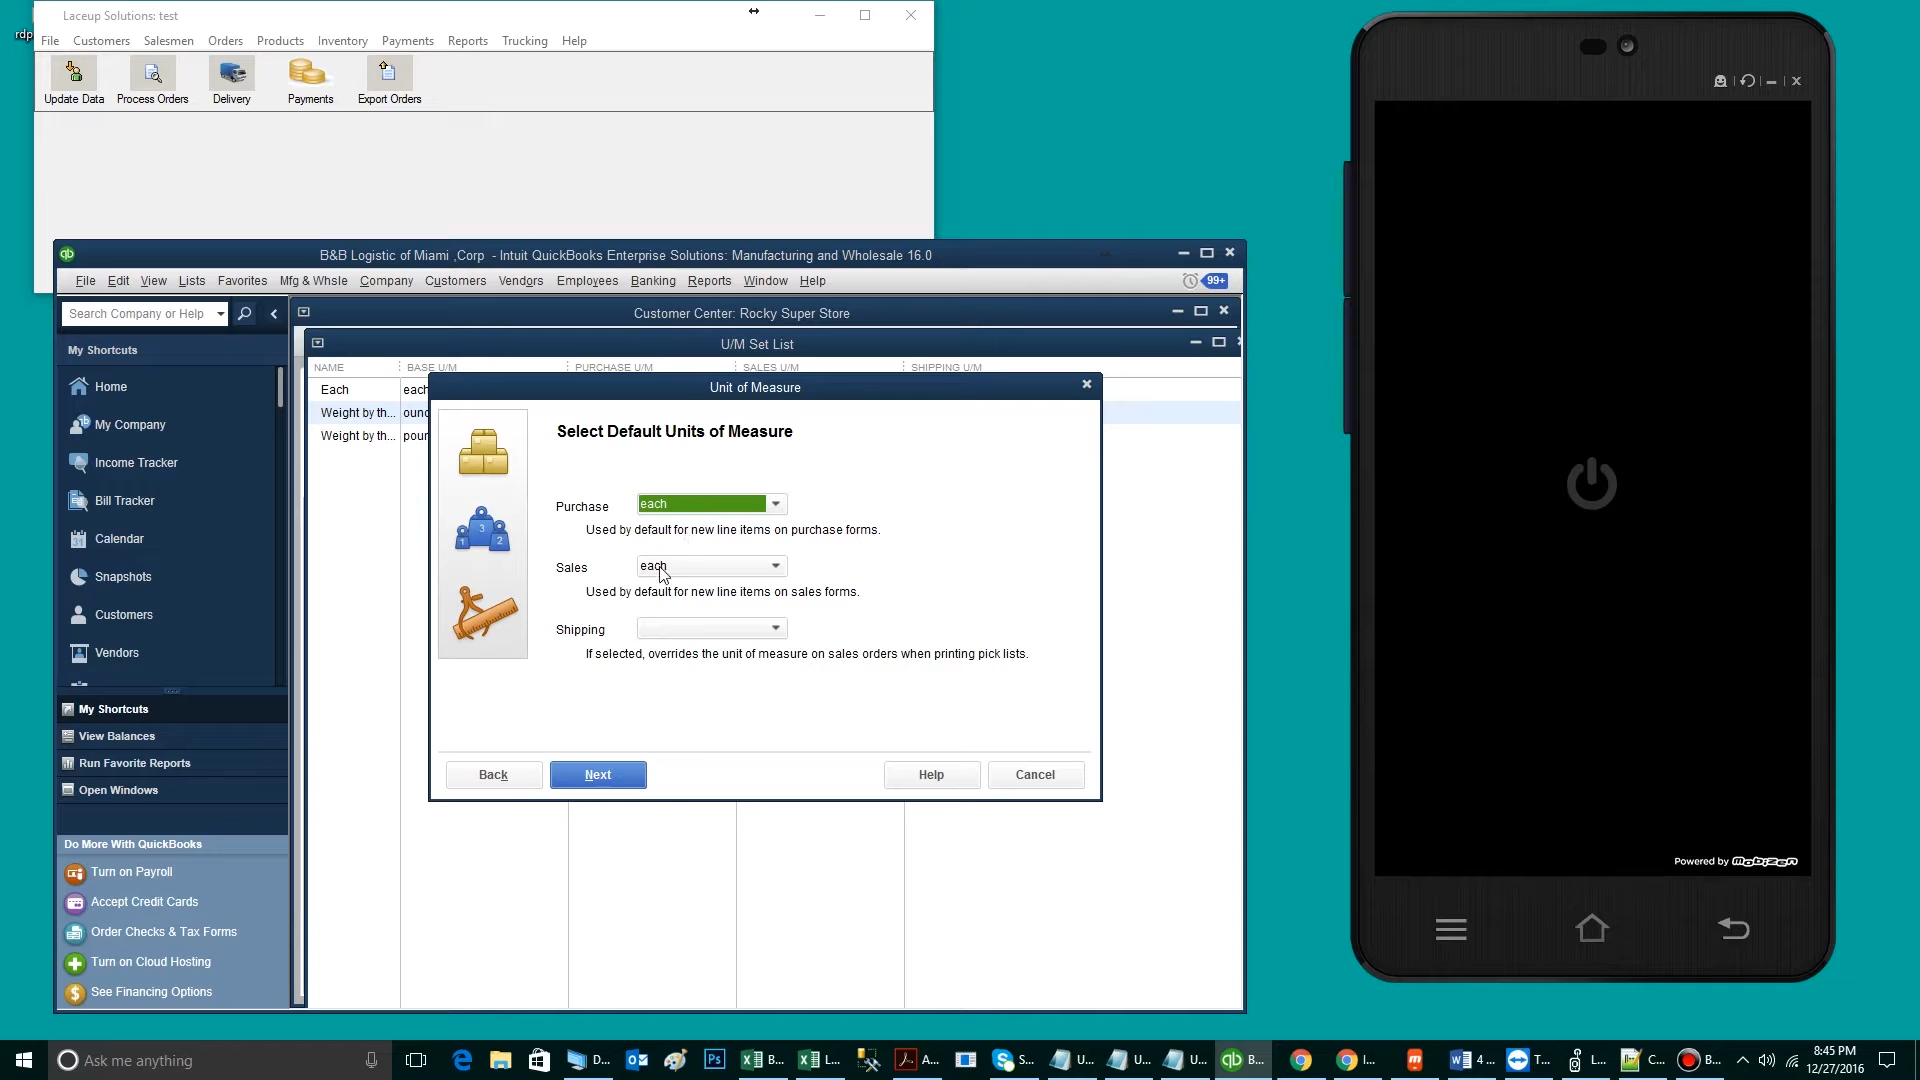 Laceup Solutions: test
rdp
File Customers Salesmen Orders Products Inventory Payments Reports Trucking Help
Update Data Process Orders Delivery Payments Export Orders
B&B Logistic of Miami ,Corp - Intuit QuickBooks Enterprise Solutions: Manufacturing and Wholesale 16.0
File Edit View Lists Favorites Mfg & Whsle Company Customers Vendors Employees Banking Reports Window Help
99+
Search Company or Help
Customer Center: Rocky Super Store
U/M Set List
NAME BASE U/M PURCHASE U/M SALES U/M SHIPPING U/M
Each each
Weight by th... ounc
Weight by th... pour
My Shortcuts
Home
My Company
Income Tracker
Bill Tracker
Calendar
31
Snapshots
Customers
Vendors
My Shortcuts
View Balances
Run Favorite Reports
Open Windows
Do More With QuickBooks
Turn on Payroll
Accept Credit Cards
Order Checks & Tax Forms
Turn on Cloud Hosting
See Financing Options
Unit of Measure
Select Default Units of Measure
3
1 2
Purchase each
Used by default for new line items on purchase forms.
Sales each
Used by default for new line items on sales forms.
Shipping
If selected, overrides the unit of measure on sales orders when printing pick lists.
Back Next Help Cancel
Powered by mobizen
Ask me anything
D... B... L... A... S... U... U... U... B... I... 4 ... T... L... C... B...
8:45 PM
12/27/2016